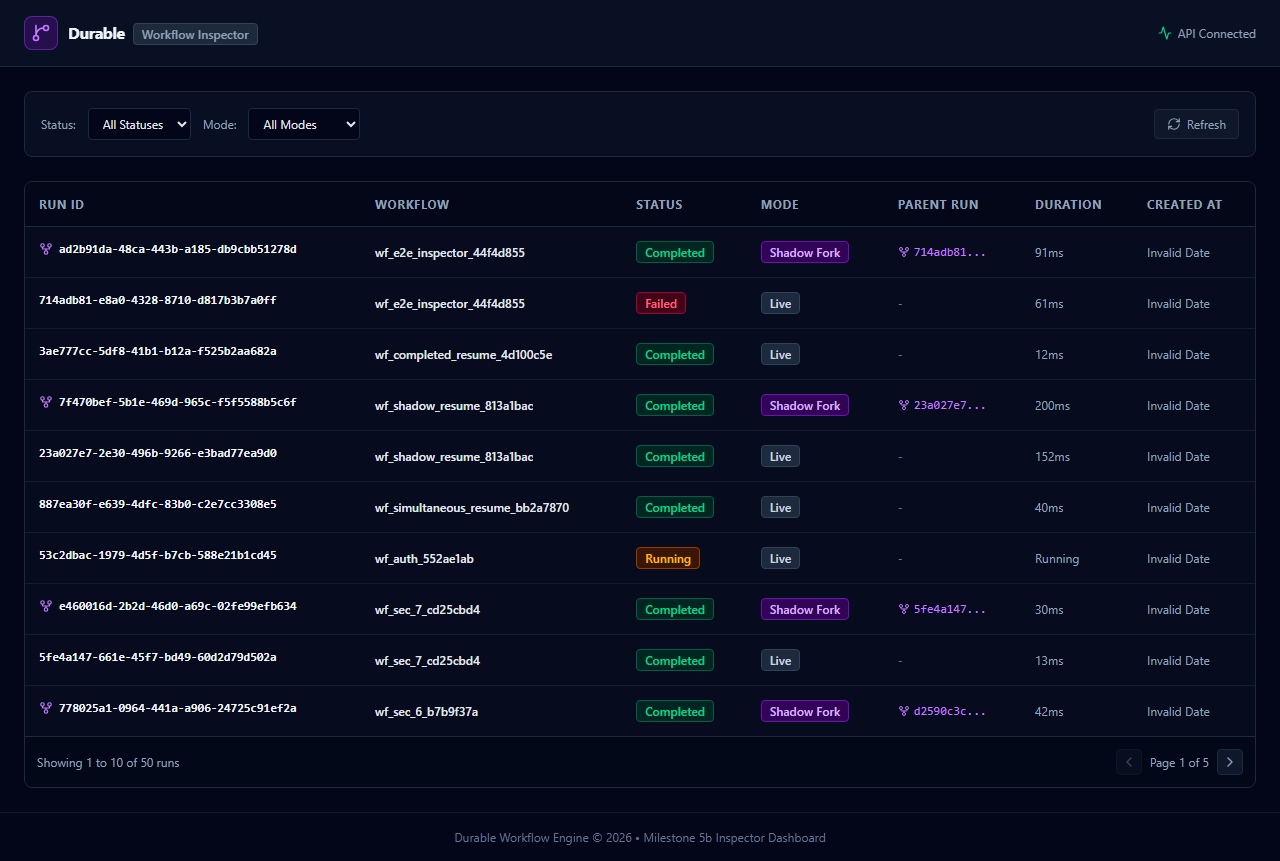 Durable Workflow Inspector API Connected
Status: All Statuses Mode: All Modes Refresh
RUN ID WORKFLOW STATUS MODE PARENT RUN DURATION CREATED AT
ad2b91da-48ca-443b-a185-db9cbb51278d wf_e2e_inspector_44f4d855 Completed Shadow Fork 714adb81... 91ms Invalid Date
714adb81-e8a0-4328-8710-d817b3b7a0ff wf_e2e_inspector_44f4d855 Failed Live - 61ms Invalid Date
3ae777cc-5df8-41b1-b12a-f525b2aa682a wf_completed_resume_4d100c5e Completed Live - 12ms Invalid Date
7f470bef-5b1e-469d-965c-f5f5588b5c6f wf_shadow_resume_813a1bac Completed Shadow Fork 23a027e7... 200ms Invalid Date
23a027e7-2e30-496b-9266-e3bad77ea9d0 wf_shadow_resume_813a1bac Completed Live - 152ms Invalid Date
887ea30f-e639-4dfc-83b0-c2e7cc3308e5 wf_simultaneous_resume_bb2a7870 Completed Live - 40ms Invalid Date
53c2dbac-1979-4d5f-b7cb-588e21b1cd45 wf_auth_552ae1ab Running Live - Running Invalid Date
e460016d-2b2d-46d0-a69c-02fe99efb634 wf_sec_7_cd25cbd4 Completed Shadow Fork 5fe4a147... 30ms Invalid Date
5fe4a147-661e-45f7-bd49-60d2d79d502a wf_sec_7_cd25cbd4 Completed Live - 13ms Invalid Date
778025a1-0964-441a-a906-24725c91ef2a wf_sec_6_b7b9f37a Completed Shadow Fork d2590c3c... 42ms Invalid Date
Showing 1 to 10 of 50 runs Page 1 of 5
Durable Workflow Engine © 2026 • Milestone 5b Inspector Dashboard